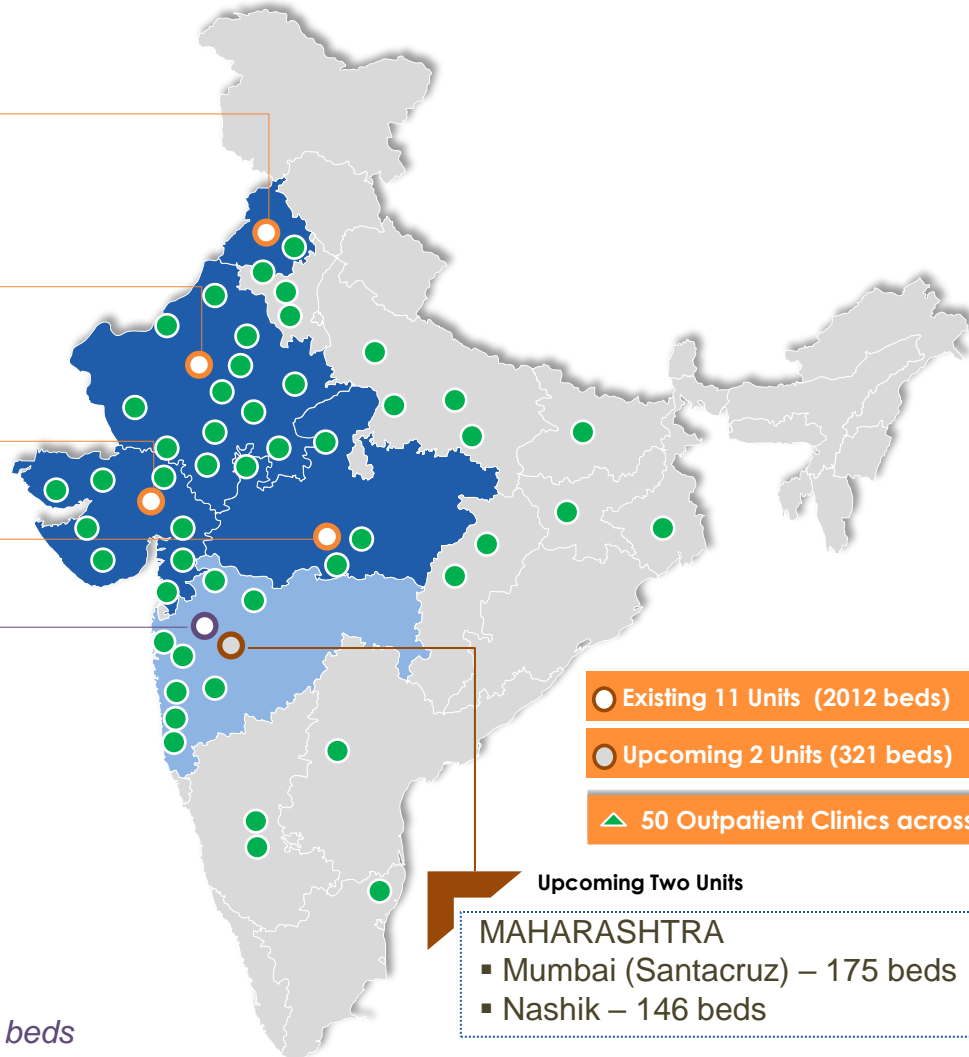 Existing 11 Units (2012 beds)
Upcoming 2 Units (321 beds)
50 Outpatient Clinics across
Upcoming Two Units
MAHARASHTRA
▪ Mumbai (Santacruz) – 175 beds
▪ Nashik – 146 beds
beds